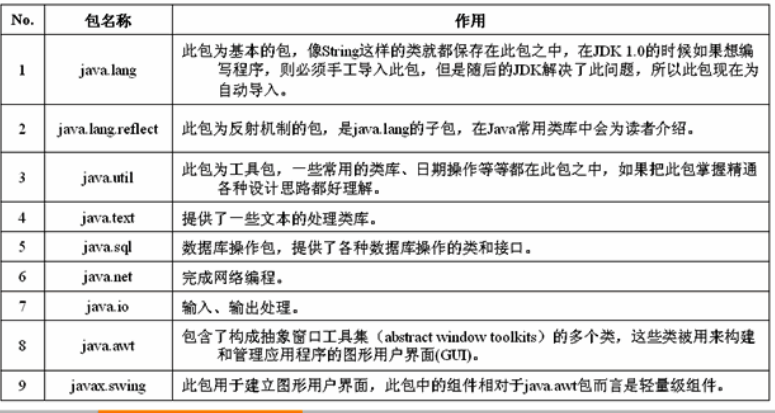 No. 包名称 作用
1 java.lang 此包为基本的包，像String这样的类就都保存在此包之中，在JDK 1.0的时候如果想编
写程序，则必须手工导入此包，但是随后的JDK解决了此问题，所以此包现在为
自动导入。
2 java.lang.reflect 此包为反射机制的包，是java.lang的子包，在Java常用类库中会为读者介绍。
3 java.util 此包为工具包，一些常用的类库、日期操作等等都在此包之中，如果把此包掌握精通
各种设计思路都好理解。
4 java.text 提供了一些文本的处理类库。
5 java.sql 数据库操作包，提供了各种数据库操作的类和接口。
6 java.net 完成网络编程。
7 java.io 输入、输出处理。
8 java.awt 包含了构成抽象窗口工具集（abstract window toolkits）的多个类，这些类被用来构建
和管理应用程序的图形用户界面(GUI)。
9 javax.swing 此包用于建立图形用户界面，此包中的组件相对于java.awt包而言是轻量级组件。